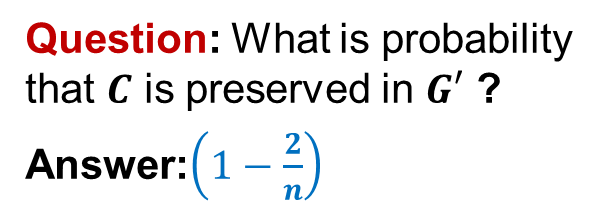 Question: What is probability
that C is preserved in G′ ?
Answer:(1 − 2/n)